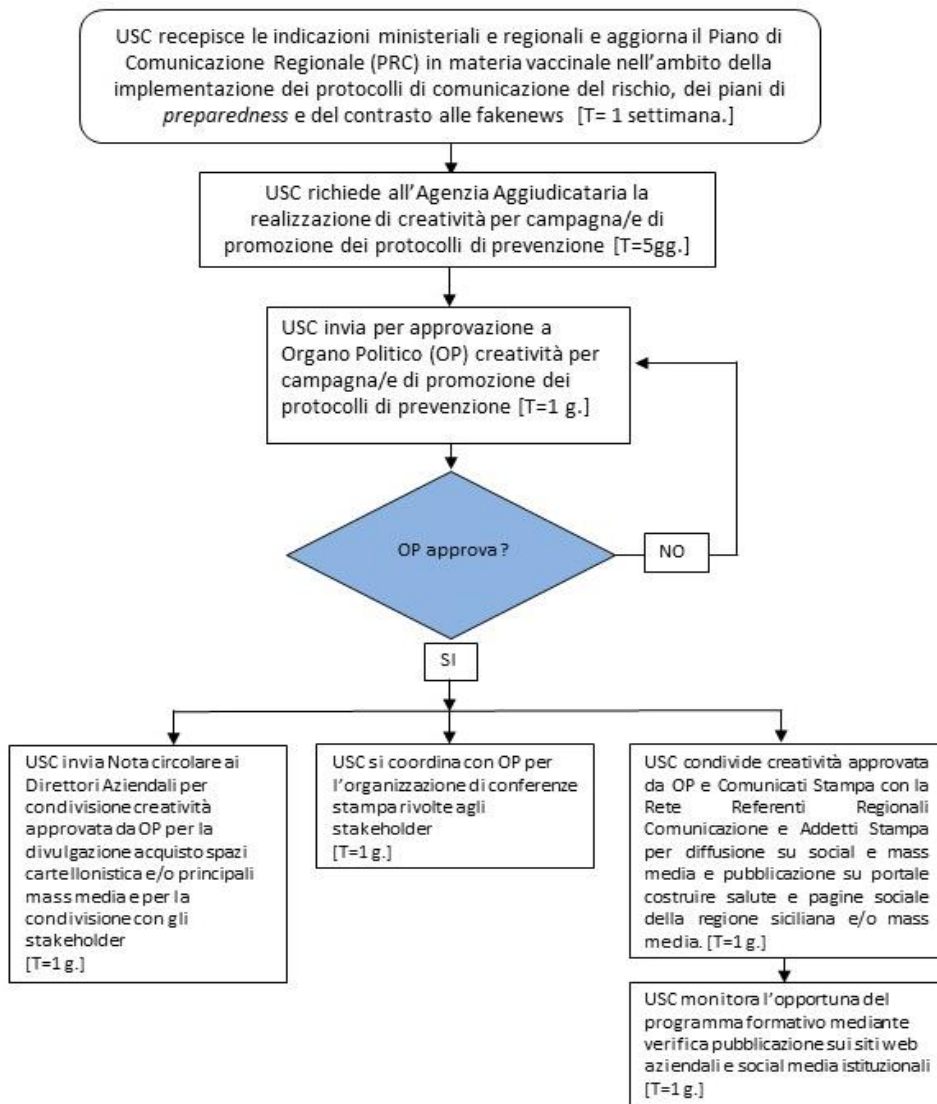 USC recepisce le indicazioni ministeriali e regionali e aggiorna il Piano di
Comunicazione Regionale (PRC) in materia vaccinale nell'ambito della
implementazione dei protocolli di comunicazione del rischio, dei piani di
preparedness e del contrasto alle fakenews [T= 1 settimana.]
USC richiede all'Agenzia Aggiudicataria la
realizzazione di creatività per campagna/e di
promozione dei protocolli di prevenzione [T=5gg.]
USC invia per approvazione a
Organo Politico (OP) creatività per
campagna/e di promozione dei
protocolli di prevenzione [T=1 g.]
OP approva?
NO
SI
USC invia Nota circolare ai
Direttori Aziendali per
condivisione creatività
approvata da OP per la
divulgazione acquisto spazi
cartellonistica e/o principali
mass media e per la
condivisione con gli
stakeholder
[T=1 g.]
USC si coordina con OP per
l'organizzazione di conferenze
stampa rivolte agli
stakeholder
[T=1 g.]
USC condivide creatività approvata
da OP e Comunicati Stampa con la
Rete Referenti Regionali
Comunicazione e Addetti Stampa
per diffusione su social e mass
media e pubblicazione su portale
costruire salute e pagine sociale
della regione siciliana e/o mass
media. [T=1 g.]
USC monitora l'opportuna del
programma formativo mediante
verifica pubblicazione sui siti web
aziendali e social media istituzionali
[T=1 g.]